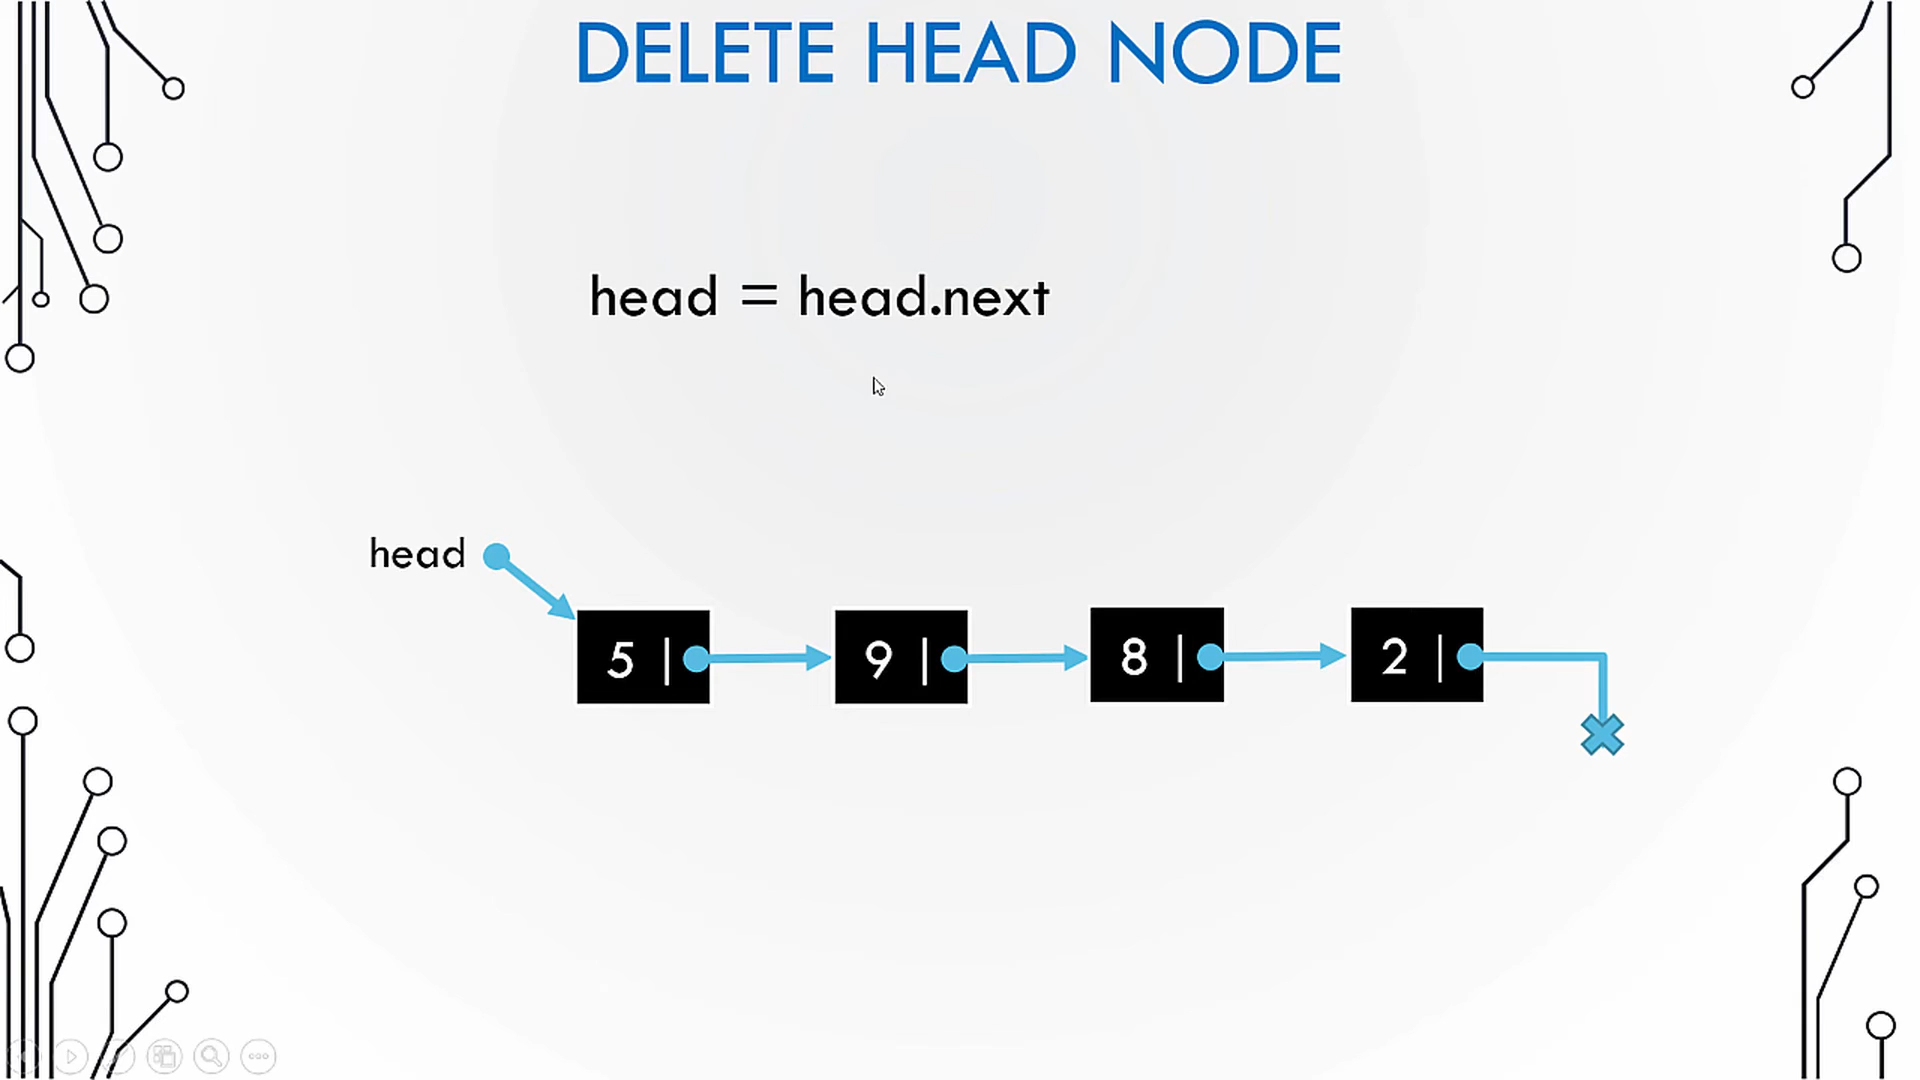 DELETE HEAD NODE
head = head.next
head
5 | 9 | 8 | 2 |